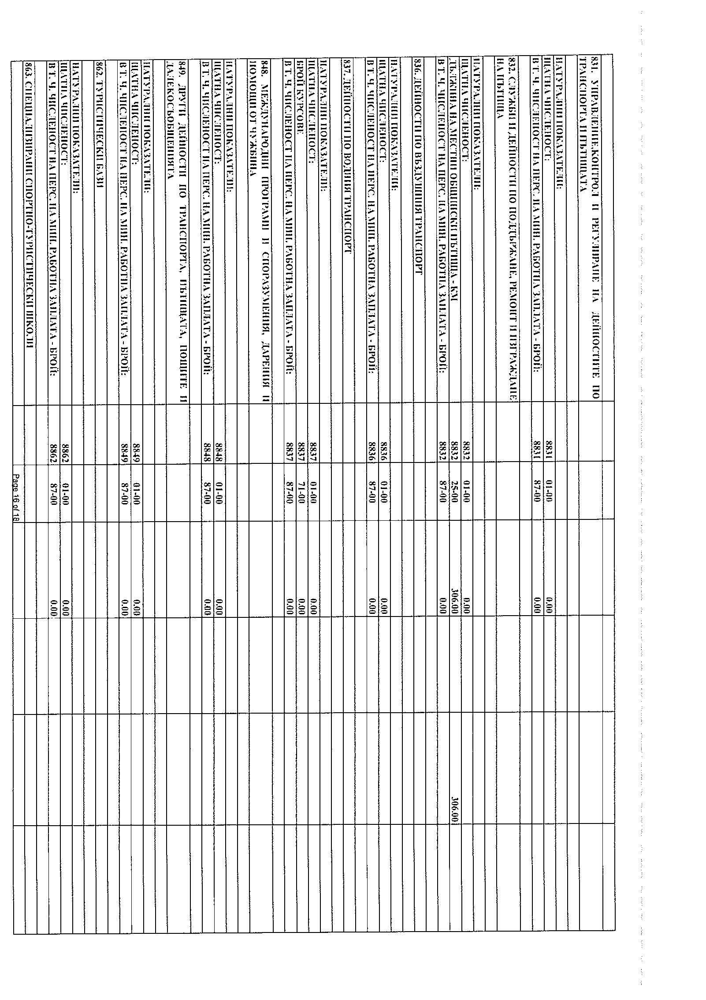 831. УПРАВЛЕНИЕ,КОНТРОЛ И РЕГУЛИРАНЕ НА ДЕЙНОСТИТЕ ПО
ТРАНСПОРТА И ПЪТИЩАТА
НАТУРАЛНИ ПОКАЗАТЕЛИ:
ЩАТНА ЧИСЛЕНОСТ: 8831 01-00 0.00
В Т. Ч. ЧИСЛЕНОСТ НА ПЕРС. НА МИН. РАБОТНА ЗАПЛАТА - БРОЙ: 8831 87-00 0.00
832. СЛУЖБИ И ДЕЙНОСТИ ПО ПОДДЪРЖАНЕ, РЕМОНТ И ИЗГРАЖДАНЕ
НА ПЪТИЩА
НАТУРАЛНИ ПОКАЗАТЕЛИ:
ЩАТНА ЧИСЛЕНОСТ: 8832 01-00 0.00
ДЪЛЖИНА НА МЕСТНИ ОБЩИНСКИ ПЪТИЩА - КМ 8832 25-00 306.00 306.00
В Т. Ч. ЧИСЛЕНОСТ НА ПЕРС. НА МИН. РАБОТНА ЗАПЛАТА - БРОЙ: 8832 87-00 0.00
836. ДЕЙНОСТИ ПО ВЪЗДУШНИЯ ТРАНСПОРТ
НАТУРАЛНИ ПОКАЗАТЕЛИ:
ЩАТНА ЧИСЛЕНОСТ: 8836 01-00 0.00
В Т. Ч. ЧИСЛЕНОСТ НА ПЕРС. НА МИН. РАБОТНА ЗАПЛАТА - БРОЙ: 8836 87-00 0.00
837. ДЕЙНОСТИ ПО ВОДНИЯ ТРАНСПОРТ
НАТУРАЛНИ ПОКАЗАТЕЛИ:
ЩАТНА ЧИСЛЕНОСТ: 8837 01-00 0.00
БРОЙ КУРСОВЕ 8837 71-00 0.00
В Т. Ч. ЧИСЛЕНОСТ НА ПЕРС. НА МИН. РАБОТНА ЗАПЛАТА - БРОЙ: 8837 87-00 0.00
848. МЕЖДУНАРОДНИ ПРОГРАМИ И СПОРАЗУМЕНИЯ, ДАРЕНИЯ И
ПОМОЩИ ОТ ЧУЖБИНА
НАТУРАЛНИ ПОКАЗАТЕЛИ:
ЩАТНА ЧИСЛЕНОСТ: 8848 01-00 0.00
В Т. Ч. ЧИСЛЕНОСТ НА ПЕРС. НА МИН. РАБОТНА ЗАПЛАТА - БРОЙ: 8848 87-00 0.00
849. ДРУГИ ДЕЙНОСТИ ПО ТРАНСПОРТА, ПЪТИЩАТА, ПОЩИТЕ И
ДАЛЕКОСЪОБЩЕНИЯТА
НАТУРАЛНИ ПОКАЗАТЕЛИ:
ЩАТНА ЧИСЛЕНОСТ: 8849 01-00 0.00
В Т. Ч. ЧИСЛЕНОСТ НА ПЕРС. НА МИН. РАБОТНА ЗАПЛАТА - БРОЙ: 8849 87-00 0.00
862. ТУРИСТИЧЕСКИ БАЗИ
НАТУРАЛНИ ПОКАЗАТЕЛИ:
ЩАТНА ЧИСЛЕНОСТ: 8862 01-00 0.00
В Т. Ч. ЧИСЛЕНОСТ НА ПЕРС. НА МИН. РАБОТНА ЗАПЛАТА - БРОЙ: 8862 87-00 0.00
863. СПЕЦИАЛИЗИРАНИ СПОРТНО-ТУРИСТИЧЕСКИ ШКОЛИ
Page 16 of 18